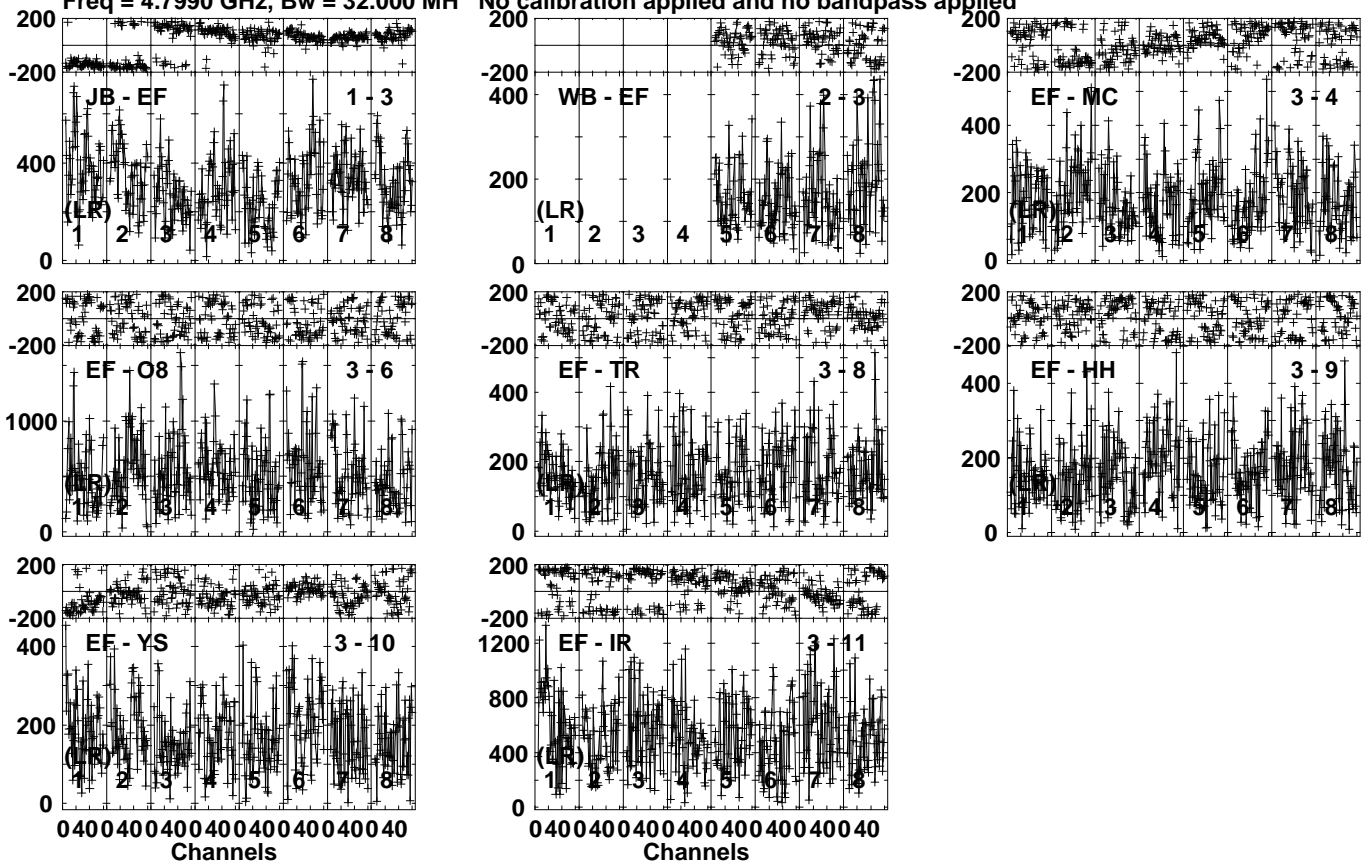 Freq = 4.7990 GHz, Bw = 32.000 MH No calibration applied and no bandpass applied
200
-200
JB - EF 1 - 3
400
(LR)
1 2 3 4 5 6 7 8
0
WB - EF 2 - 3
400
200
(LR)
1 2 3 4 5 6 7 8
0
200
-200
EF - MC 3 - 4
400
200
(LR)
1 2 3 4 5 6 7 8
0
200
-200
EF - O8 3 - 6
1000
(LR)
1 2 3 4 5 6 7 8
0
200
-200
EF - TR 3 - 8
400
200
(LR)
1 2 3 4 5 6 7 8
0
200
-200
EF - HH 3 - 9
400
200
(LR)
1 2 3 4 5 6 7 8
0
200
-200
EF - YS 3 - 10
400
200
(LR)
1 2 3 4 5 6 7 8
0
200
-200
EF - IR 3 - 11
1200
800
400
(LR)
1 2 3 4 5 6 7 8
0
0 40 0 40 0 40 0 40 0 40 0 40 0 40 0 40
Channels
0 40 0 40 0 40 0 40 0 40 0 40 0 40 0 40
Channels